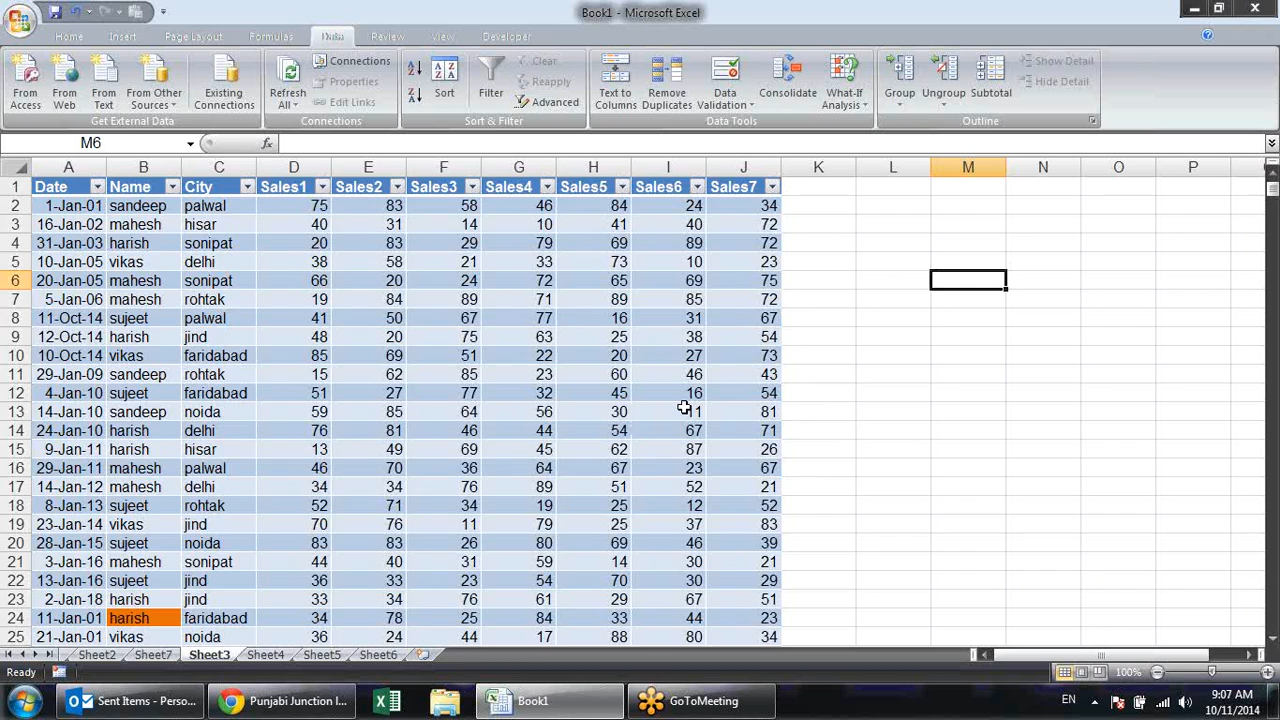 Book1 - Microsoft Excel
Home Insert Page Layout Formulas Data Review View Developer
From Access
From Web
From Text
From Other Sources
Existing Connections
Get External Data
Refresh All
Connections
Properties
Edit Links
Connections
Sort
Filter
Clear
Reapply
Advanced
Sort & Filter
Text to Columns
Remove Duplicates
Data Validation
Consolidate
What-If Analysis
Data Tools
Group
Ungroup
Subtotal
Show Detail
Hide Detail
Outline
M6 fx
A B C D E F G H I J K L M N O P
1 Date Name City Sales1 Sales2 Sales3 Sales4 Sales5 Sales6 Sales7
2 1-Jan-01 sandeep palwal 75 83 58 46 84 24 34
3 16-Jan-02 mahesh hisar 40 31 14 10 41 40 72
4 31-Jan-03 harish sonipat 20 83 29 79 69 89 72
5 10-Jan-05 vikas delhi 38 58 21 33 73 10 23
6 20-Jan-05 mahesh sonipat 66 20 24 72 65 69 75
7 5-Jan-06 mahesh rohtak 19 84 89 71 89 85 72
8 11-Oct-14 sujeet palwal 41 50 67 77 16 31 67
9 12-Oct-14 harish jind 48 20 75 63 25 38 54
10 10-Oct-14 vikas faridabad 85 69 51 22 20 27 73
11 29-Jan-09 sandeep rohtak 15 62 85 23 60 46 43
12 4-Jan-10 sujeet faridabad 51 27 77 32 45 16 54
13 14-Jan-10 sandeep noida 59 85 64 56 30 11 81
14 24-Jan-10 harish delhi 76 81 46 44 54 67 71
15 9-Jan-11 harish hisar 13 49 69 45 62 87 26
16 29-Jan-11 mahesh palwal 46 70 36 64 67 23 67
17 14-Jan-12 mahesh delhi 34 34 76 89 51 52 21
18 8-Jan-13 sujeet rohtak 52 71 34 19 25 12 65
19 23-Jan-14 vikas jind 70 76 11 79 25 37 83
20 28-Jan-15 sujeet noida 83 83 26 80 69 46 39
21 3-Jan-16 mahesh sonipat 44 40 31 59 14 30 21
22 13-Jan-16 sujeet jind 36 33 23 54 70 30 29
23 2-Jan-18 harish jind 33 34 76 61 29 67 51
24 11-Jan-01 harish faridabad 34 78 25 84 33 44 23
25 21-Jan-01 vikas noida 36 24 44 17 88 80 34
Sheet2 Sheet7 Sheet3 Sheet4 Sheet5 Sheet6
Ready 100%
Sent Items - Perso...
Punjabi Junction I...
Book1
GoToMeeting
EN
9:07 AM
10/11/2014